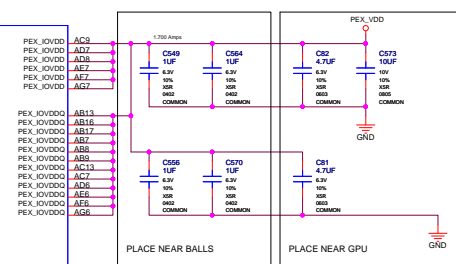 PEX_VDD
1.700 Amps
PEX_IOVDD AC9
PEX_IOVDD AD7
PEX_IOVDD AD8
PEX_IOVDD AE7
PEX_IOVDD AF7
PEX_IOVDD AG7
C549
1UF
6.3V
10%
X5R
0402
COMMON
C564
1UF
6.3V
10%
X5R
0402
COMMON
C82
4.7UF
6.3V
10%
X5R
0603
COMMON
C573
10UF
10V
10%
X5R
0805
COMMON
GND
PEX_IOVDDQ AB13
PEX_IOVDDQ AB16
PEX_IOVDDQ AB17
PEX_IOVDDQ AB7
PEX_IOVDDQ AB8
PEX_IOVDDQ AB9
PEX_IOVDDQ AC13
PEX_IOVDDQ AC7
PEX_IOVDDQ AD6
PEX_IOVDDQ AE6
PEX_IOVDDQ AF6
PEX_IOVDDQ AG6
C556
1UF
6.3V
10%
X5R
0402
COMMON
C570
1UF
6.3V
10%
X5R
0402
COMMON
C81
4.7UF
6.3V
10%
X5R
0603
COMMON
GND
PLACE NEAR BALLS
PLACE NEAR GPU